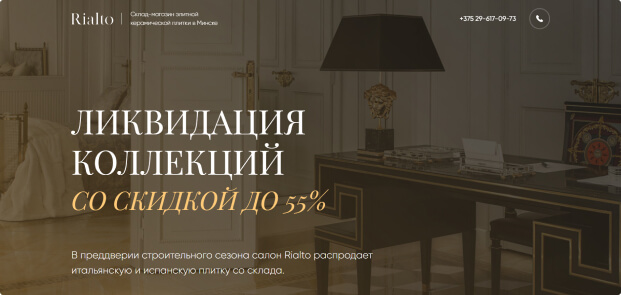 Rialto
Склад-магазин элитной
керамической плитки в Минске
+375 29-617-09-73
ЛИКВИДАЦИЯ
КОЛЛЕКЦИЙ
СО СКИДКОЙ ДО 55%
В преддверии строительного сезона салон Rialto распродает
итальянскую и испанскую плитку со склада.